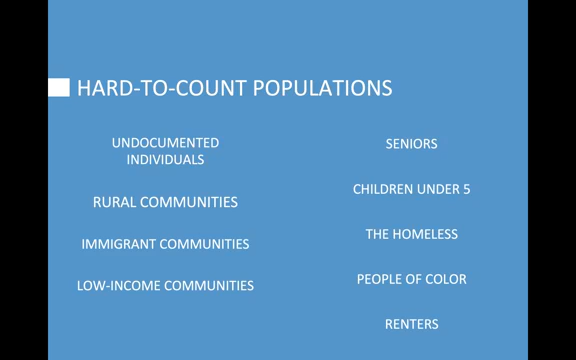 HARD-TO-COUNT POPULATIONS
UNDOCUMENTED
INDIVIDUALS
RURAL COMMUNITIES
IMMIGRANT COMMUNITIES
LOW-INCOME COMMUNITIES
SENIORS
CHILDREN UNDER 5
THE HOMELESS
PEOPLE OF COLOR
RENTERS